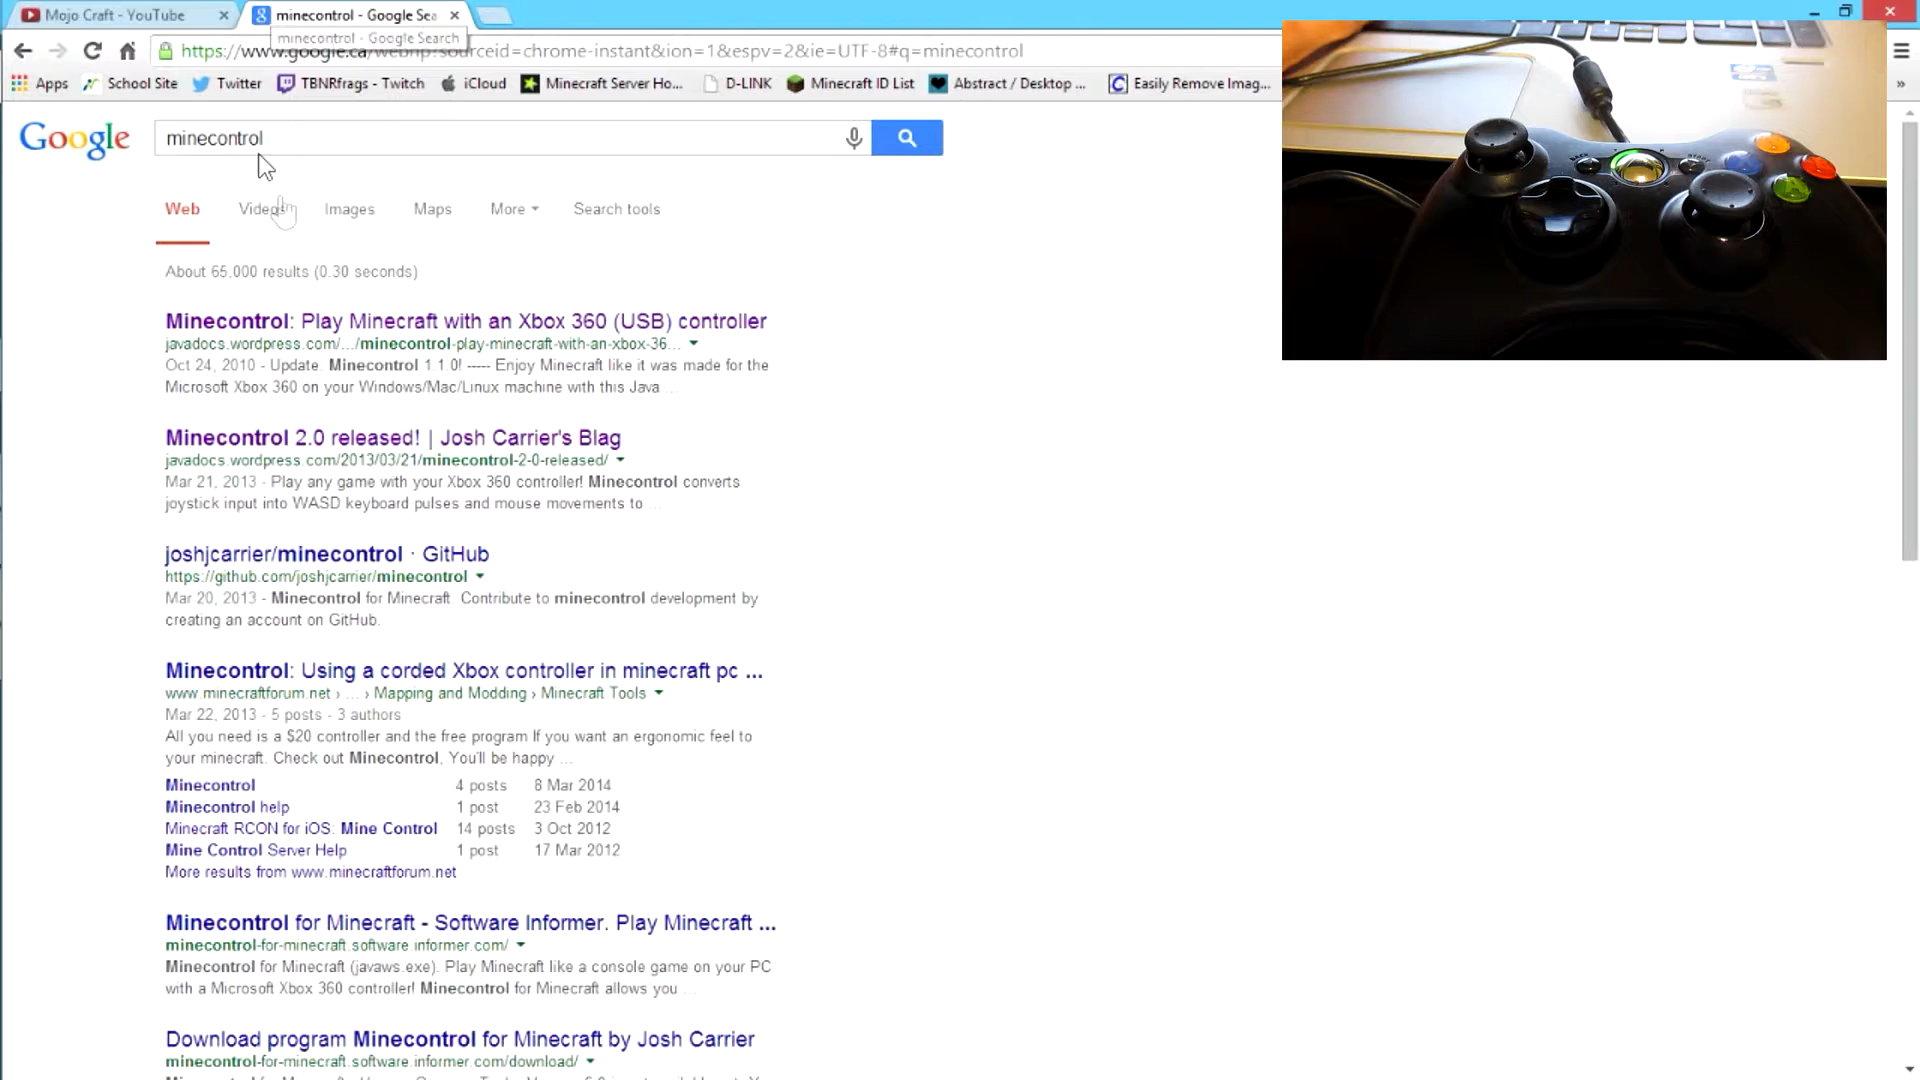 Mojo Craft - YouTube
minecontrol - Google Sea
minecontrol - Google Search
https://www.google.ca/webhp?sourceid=chrome-instant&ion=1&espv=2&ie=UTF-8#q=minecontrol
Apps School Site Twitter TBNRfrags - Twitch iCloud Minecraft Server Ho... D-LINK Minecraft ID List Abstract / Desktop ... Easily Remove Imag... »
Google
minecontrol
Web Videos Images Maps More Search tools
About 65,000 results (0.30 seconds)
Minecontrol: Play Minecraft with an Xbox 360 (USB) controller
javadocs.wordpress.com/.../minecontrol-play-minecraft-with-an-xbox-36...
Oct 24, 2010 - Update. Minecontrol 1.1.0! ----- Enjoy Minecraft like it was made for the
Microsoft Xbox 360 on your Windows/Mac/Linux machine with this Java ...
Minecontrol 2.0 released! | Josh Carrier's Blag
javadocs.wordpress.com/2013/03/21/minecontrol-2-0-released/
Mar 21, 2013 - Play any game with your Xbox 360 controller! Minecontrol converts
joystick input into WASD keyboard pulses and mouse movements to ...
joshjcarrier/minecontrol · GitHub
https://github.com/joshjcarrier/minecontrol
Mar 20, 2013 - Minecontrol for Minecraft. Contribute to minecontrol development by
creating an account on GitHub.
Minecontrol: Using a corded Xbox controller in minecraft pc ...
www.minecraftforum.net › ... › Mapping and Modding › Minecraft Tools
Mar 22, 2013 - 5 posts - 3 authors
All you need is a $20 controller and the free program If you want an ergonomic feel to
your minecraft. Check out Minecontrol, You'll be happy ...
Minecontrol 4 posts 8 Mar 2014
Minecontrol help 1 post 23 Feb 2014
Minecraft RCON for iOS: Mine Control 14 posts 3 Oct 2012
Mine Control Server Help 1 post 17 Mar 2012
More results from www.minecraftforum.net
Minecontrol for Minecraft - Software Informer. Play Minecraft ...
minecontrol-for-minecraft.software.informer.com/
Minecontrol for Minecraft (javaws.exe). Play Minecraft like a console game on your PC
with a Microsoft Xbox 360 controller! Minecontrol for Minecraft allows you ...
Download program Minecontrol for Minecraft by Josh Carrier
minecontrol-for-minecraft.software.informer.com/download/